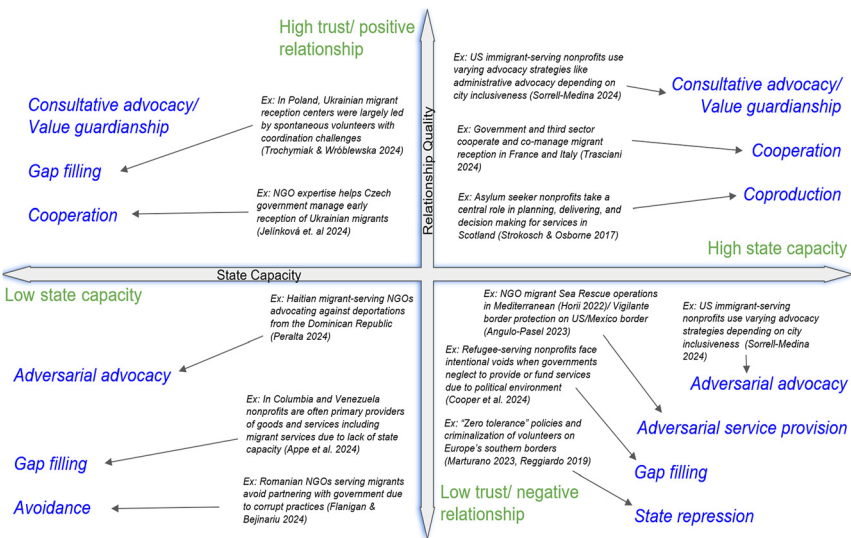 High trust/ positive
relationship
Consultative advocacy/
Value guardianship
Gap filling
Cooperation
Ex: In Poland, Ukrainian migrant
reception centers were largely led
by spontaneous volunteers with
coordination challenges
(Trochymiak & Wróblewska 2024)
Ex: NGO expertise helps Czech
government manage early
reception of Ukrainian migrants
(Jelínková et. al 2024)
Relationship Quality
Ex: US immigrant-serving nonprofits use
varying advocacy strategies like
administrative advocacy depending on
city inclusiveness (Sorrell-Medina 2024)
Ex: Government and third sector
cooperate and co-manage migrant
reception in France and Italy (Trasciani
2024)
Ex: Asylum seeker nonprofits take a
central role in planning, delivering, and
decision making for services in
Scotland (Strokosch & Osborne 2017)
Consultative advocacy/
Value guardianship
Cooperation
Coproduction
High state capacity
State Capacity
Low state capacity
Ex: Haitian migrant-serving NGOs
advocating against deportations
from the Dominican Republic
(Peralta 2024)
Adversarial advocacy
Ex: In Columbia and Venezuela
nonprofits are often primary providers
of goods and services including
migrant services due to lack of state
capacity (Appe et al. 2024)
Gap filling
Ex: Romanian NGOs serving migrants
avoid partnering with government due
to corrupt practices (Flanigan &
Bejinariu 2024)
Avoidance
Ex: NGO migrant Sea Rescue operations
in Mediterranean (Horii 2022)/ Vigilante
border protection on US/Mexico border
(Angulo-Pasel 2023)
Ex: Refugee-serving nonprofits face
intentional voids when governments
neglect to provide or fund services
due to political environment
(Cooper et al. 2024)
Ex: "Zero tolerance" policies and
criminalization of volunteers on
Europe's southern borders
(Marturano 2023, Reggiardo 2019)
Ex: US immigrant-serving
nonprofits use varying advocacy
strategies depending on city
inclusiveness (Sorrell-Medina
2024)
Adversarial advocacy
Adversarial service provision
Gap filling
State repression
Low trust/ negative
relationship